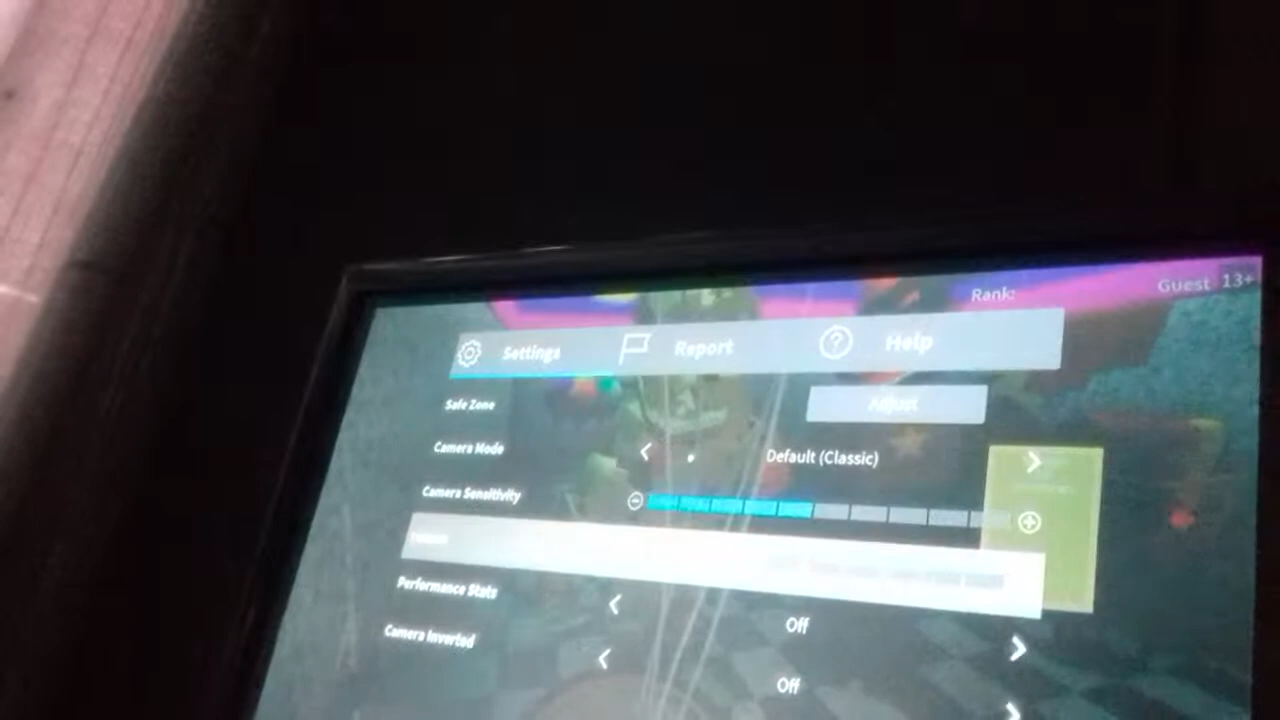 Rank:
Guest 13+
Settings
Report
Help
Safe Zone
Adjust
Camera Mode
Default (Classic)
Camera Sensitivity
Performance Stats
Off
Camera Inverted
Off